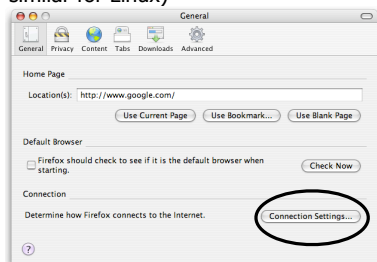 similar for Linux)
General
General Privacy Content Tabs Downloads Advanced
Home Page
Location(s): http://www.google.com/
Use Current Page Use Bookmark... Use Blank Page
Default Browser
Firefox should check to see if it is the default browser when
starting.
Check Now
Connection
Determine how Firefox connects to the Internet. Connection Settings...
?